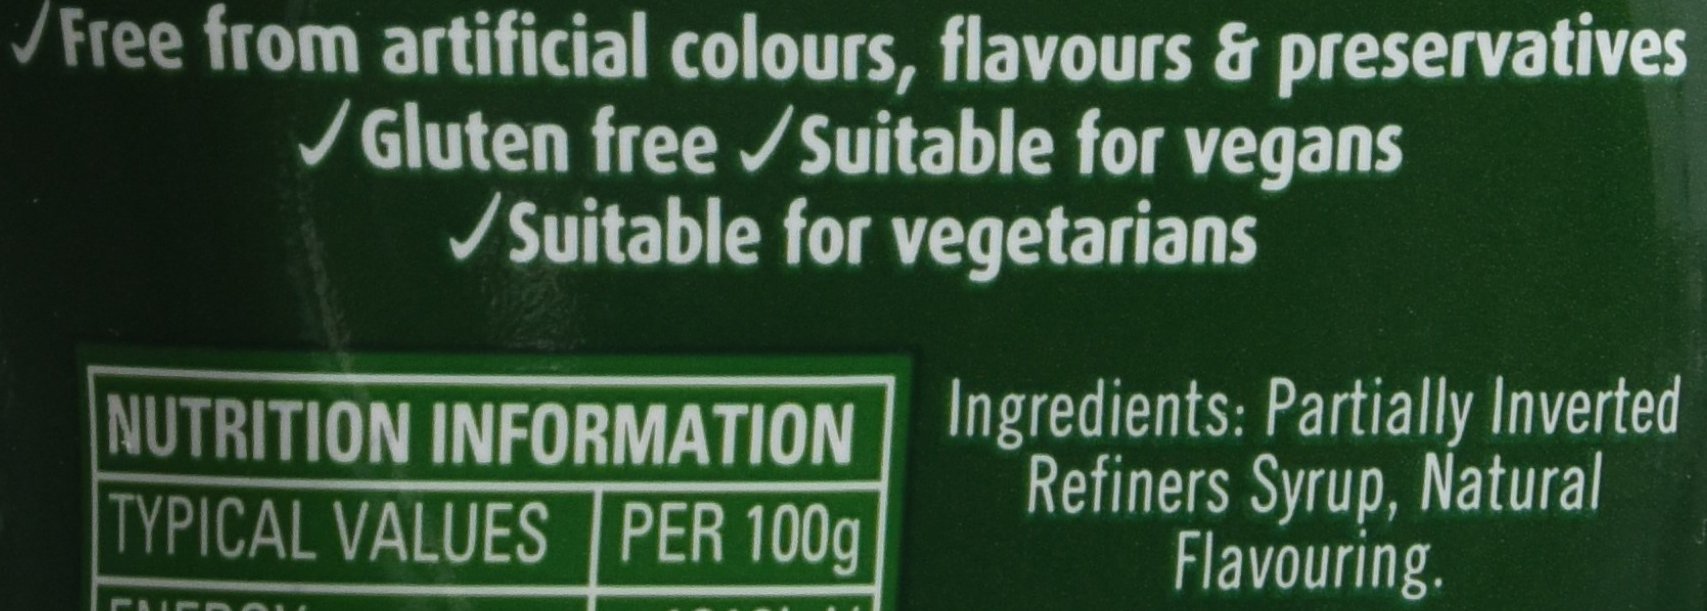 ✓Free from artificial colours, flavours & preservatives
✓Gluten free ✓Suitable for vegans
✓Suitable for vegetarians
NUTRITION INFORMATION
TYPICAL VALUES PER 100g
Ingredients: Partially Inverted
Refiners Syrup, Natural
Flavouring.